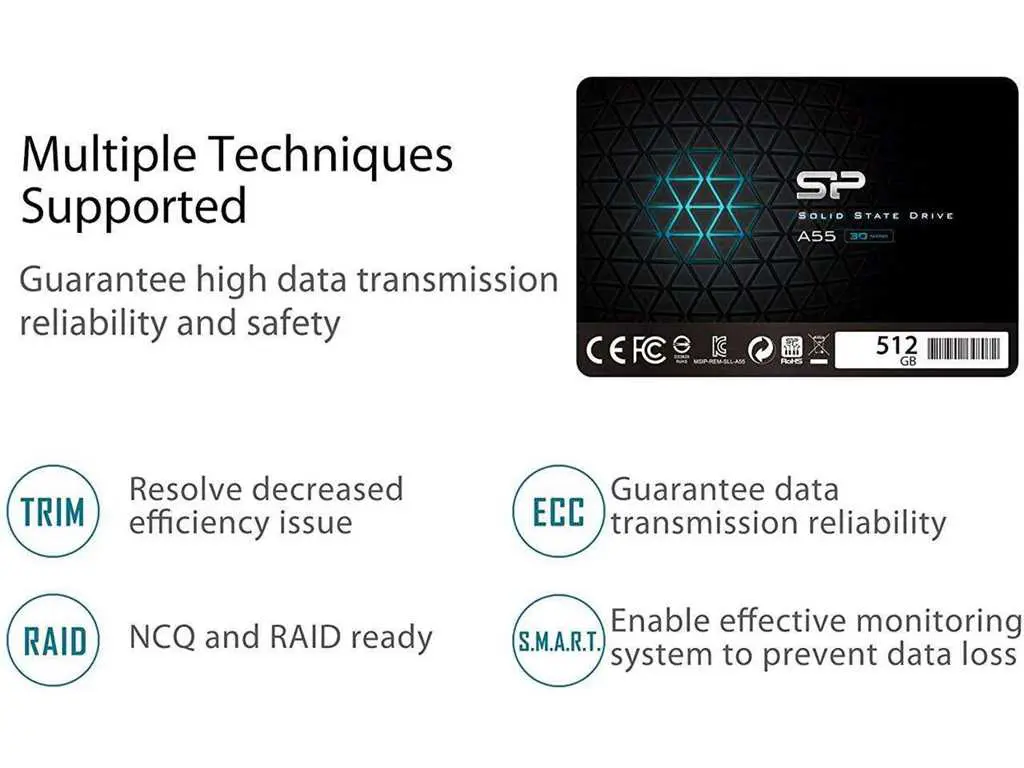 Multiple Techniques
Supported
Guarantee high data transmission
reliability and safety
SP
SOLID STATE DRIVE
A55 3D NAND
CE FC RoHS
MSIP-REM-SLL-A55
512
GB
TRIM
Resolve decreased
efficiency issue
ECC
Guarantee data
transmission reliability
RAID
NCQ and RAID ready
S.M.A.R.T.
Enable effective monitoring
system to prevent data loss